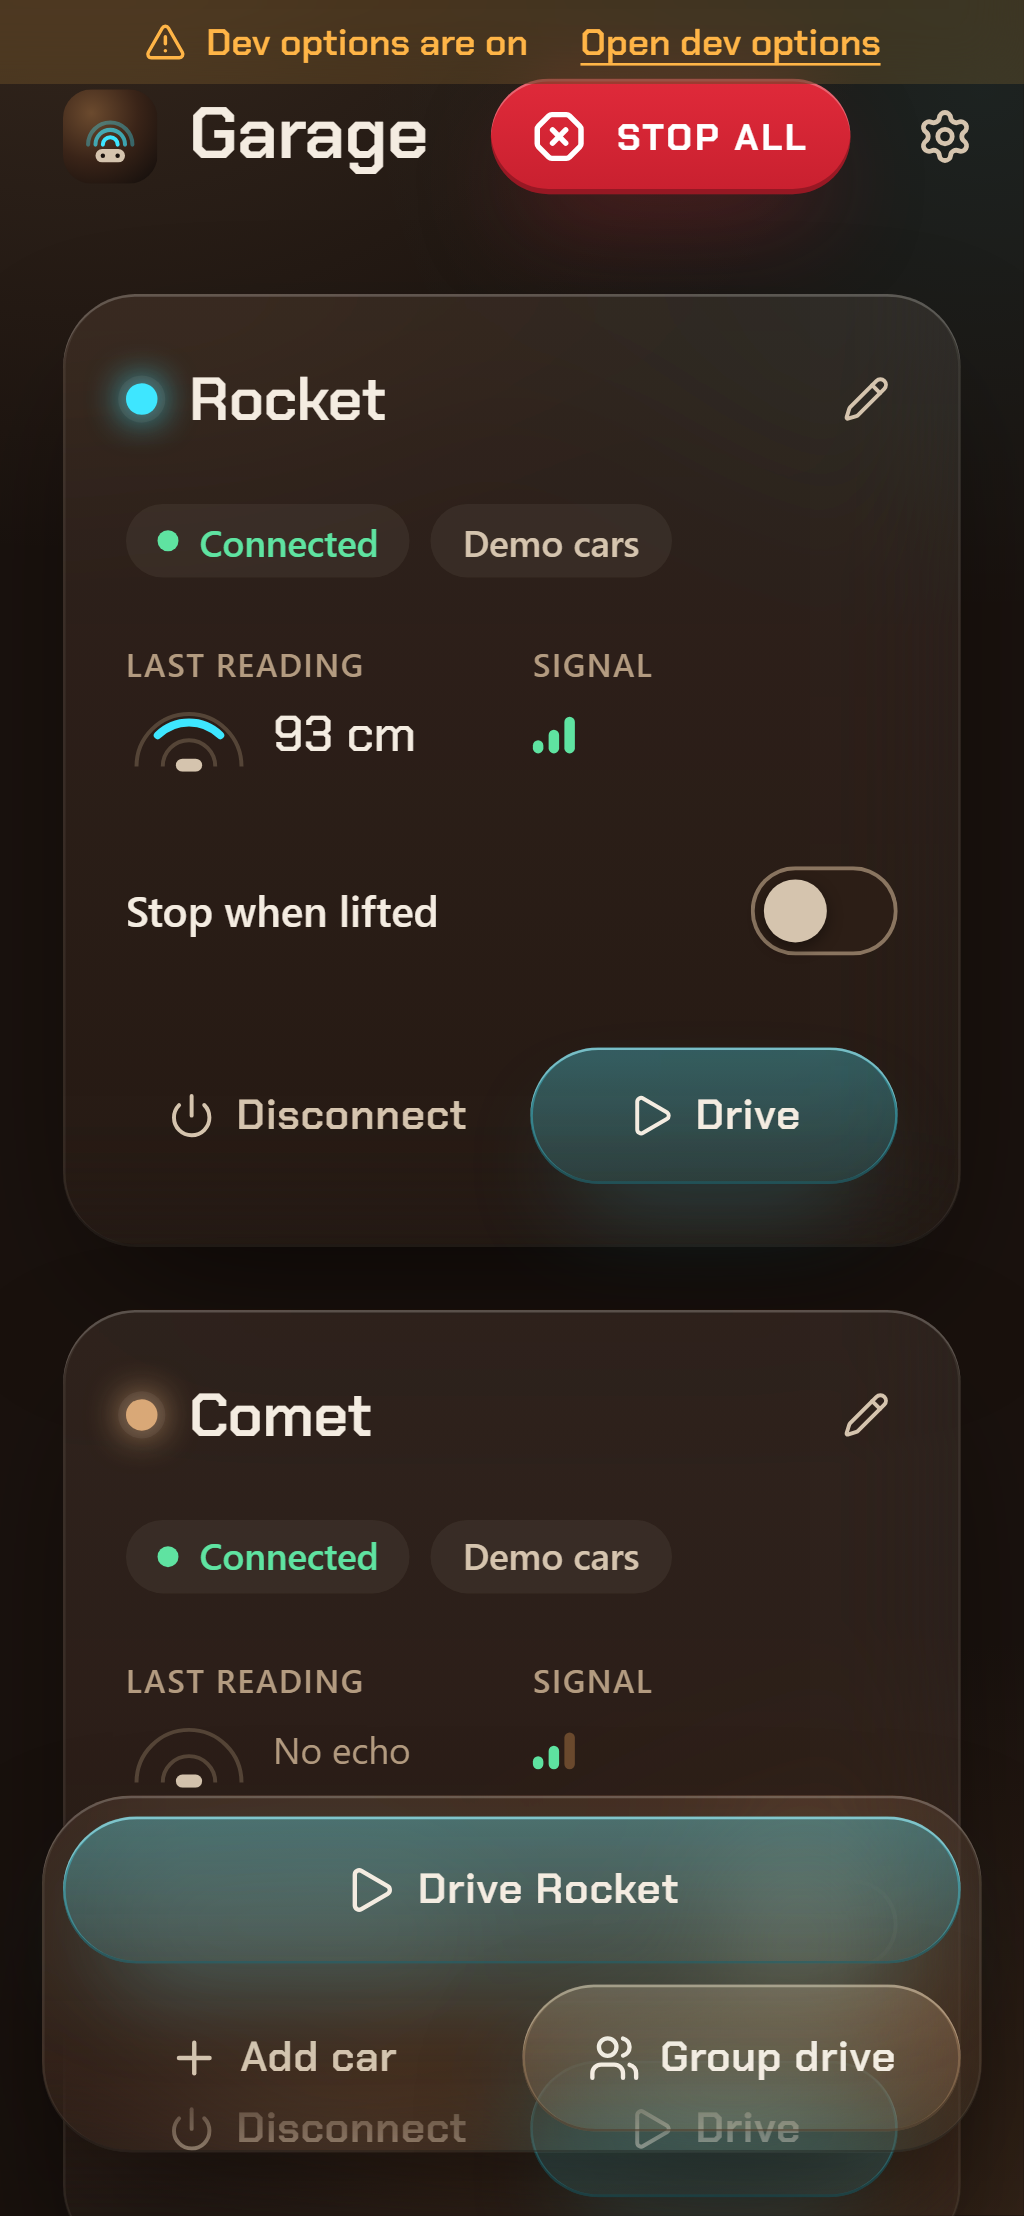 Dev options are on Open dev options
Garage STOP ALL
Rocket
Connected Demo cars
LAST READING SIGNAL
93 cm
Stop when lifted
Disconnect Drive
Comet
Connected Demo cars
LAST READING SIGNAL
No echo
Drive Rocket
Add car Group drive
Disconnect Drive